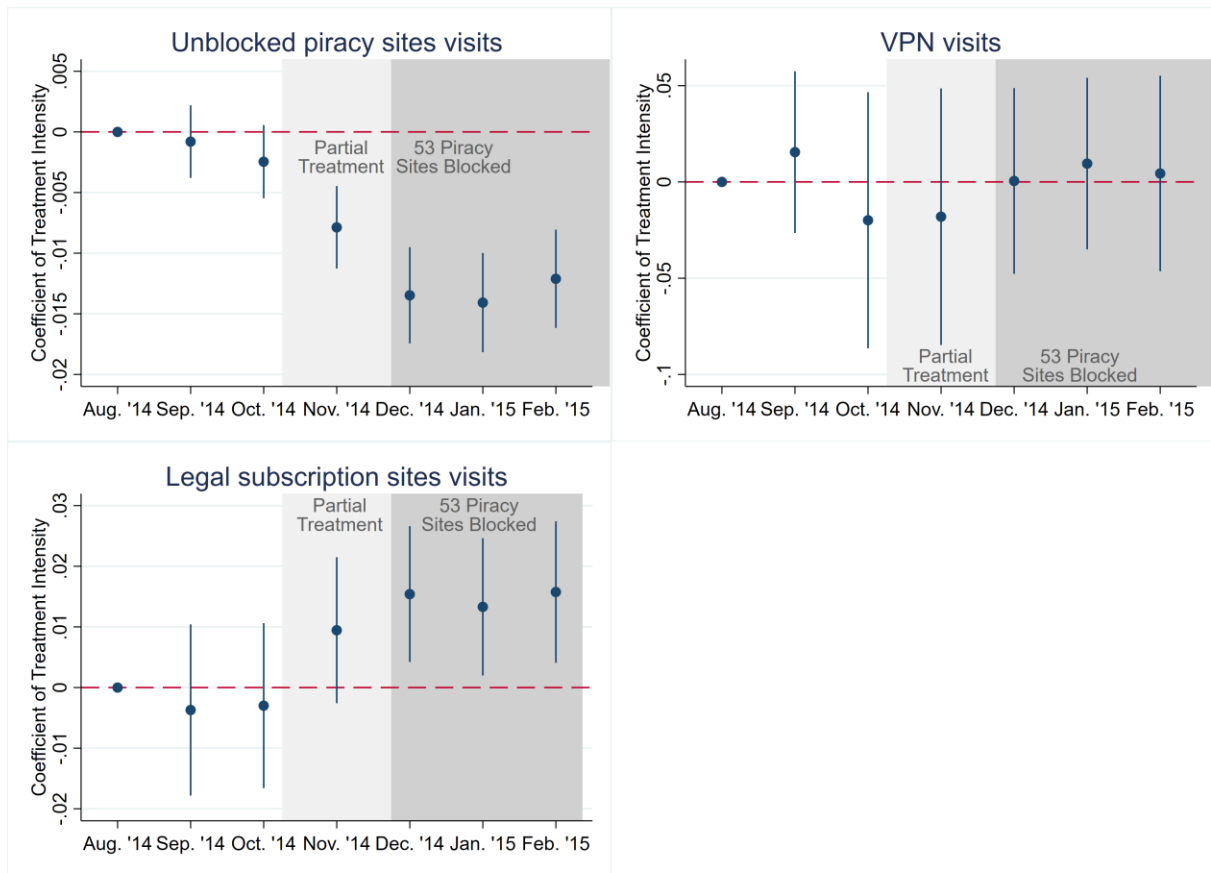 Unblocked piracy sites visits
Coefficient of Treatment Intensity
.005
0
-.005
-.01
-.015
-.02
Partial
Treatment
53 Piracy
Sites Blocked
Aug. '14 Sep. '14 Oct. '14 Nov. '14 Dec. '14 Jan. '15 Feb. '15
VPN visits
Coefficient of Treatment Intensity
.05
0
-.05
-.1
Partial
Treatment
53 Piracy
Sites Blocked
Aug. '14 Sep. '14 Oct. '14 Nov. '14 Dec. '14 Jan. '15 Feb. '15
Legal subscription sites visits
Coefficient of Treatment Intensity
.03
.02
.01
0
-.01
-.02
Partial
Treatment
53 Piracy
Sites Blocked
Aug. '14 Sep. '14 Oct. '14 Nov. '14 Dec. '14 Jan. '15 Feb. '15